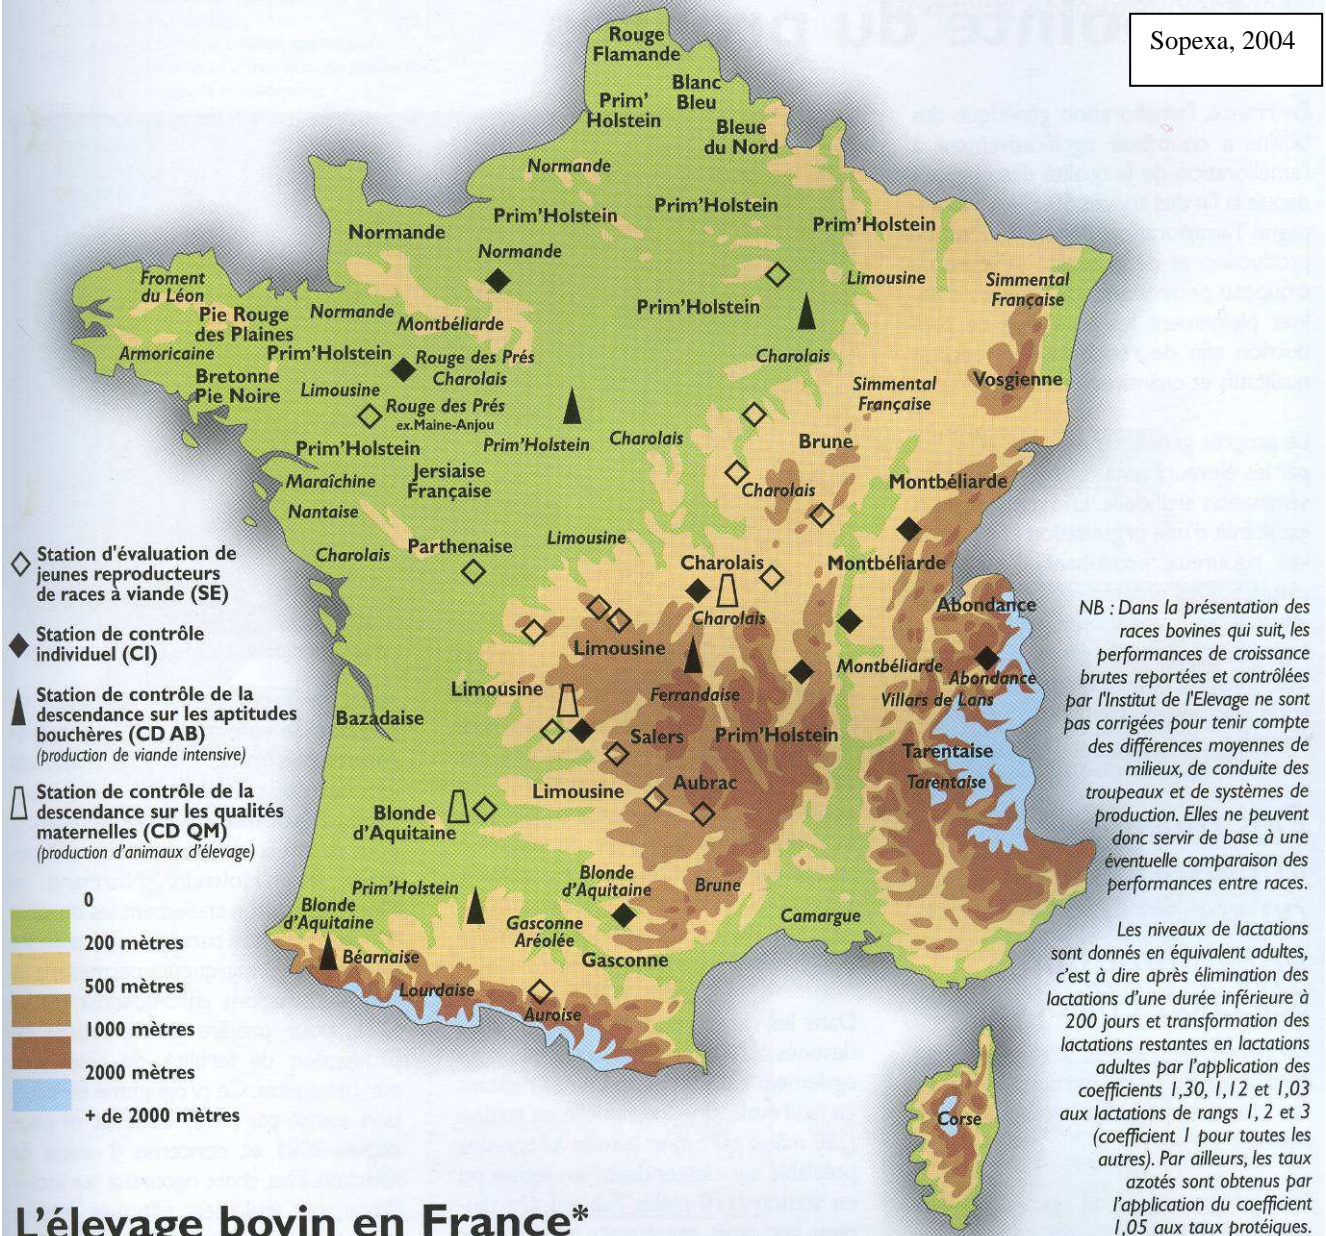 Sopexa, 2004
Rouge
Flamande
Blanc
Bleu
Prim'
Holstein
Bleue
du Nord
Normande
Prim'Holstein
Prim'Holstein
Prim'Holstein
Normande
Normande
Froment
du Léon
Limousine
Simmental
Française
Pie Rouge
des Plaines
Normande
Montbéliarde
Prim'Holstein
Armoricaine
Prim'Holstein
Rouge des Prés
Charolais
Charolais
Bretonne
Pie Noire
Limousine
Simmental
Française
Vosgienne
Rouge des Prés
ex.Maine-Anjou
Prim'Holstein
Prim'Holstein
Charolais
Brune
Maraîchine
Jersiaise
Française
Charolais
Montbéliarde
Nantaise
Charolais
Parthenaise
Limousine
Charolais
Montbéliarde
Abondance
Charolais
Limousine
Montbéliarde
Abondance
Limousine
Ferrandaise
Villars de Lans
Bazadaise
Salers
Prim'Holstein
Tarentaise
Tarentaise
Limousine
Aubrac
Blonde
d'Aquitaine
Prim'Holstein
Blonde
d'Aquitaine
Brune
Blonde
d'Aquitaine
Gasconne
Aréolée
Camargue
Béarnaise
Gasconne
Lourdaise
Auroise
Corse
Station d'évaluation de
jeunes reproducteurs
de races à viande (SE)
Station de contrôle
individuel (CI)
Station de contrôle de la
descendance sur les aptitudes
bouchères (CD AB)
(production de viande intensive)
Station de contrôle de la
descendance sur les qualités
maternelles (CD QM)
(production d'animaux d'élevage)
0
200 mètres
500 mètres
1000 mètres
2000 mètres
+ de 2000 mètres
NB : Dans la présentation des
races bovines qui suit, les
performances de croissance
brutes reportées et contrôlées
par l'Institut de l'Elevage ne sont
pas corrigées pour tenir compte
des différences moyennes de
milieux, de conduite des
troupeaux et de systèmes de
production. Elles ne peuvent
donc servir de base à une
éventuelle comparaison des
performances entre races.
Les niveaux de lactations
sont donnés en équivalent adultes,
c'est à dire après élimination des
lactations d'une durée inférieure à
200 jours et transformation des
lactations restantes en lactations
adultes par l'application des
coefficients 1,30, 1,12 et 1,03
aux lactations de rangs 1, 2 et 3
(coefficient 1 pour toutes les
autres). Par ailleurs, les taux
azotés sont obtenus par
l'application du coefficient
1,05 aux taux protéiques.
L'élevage bovin en France*